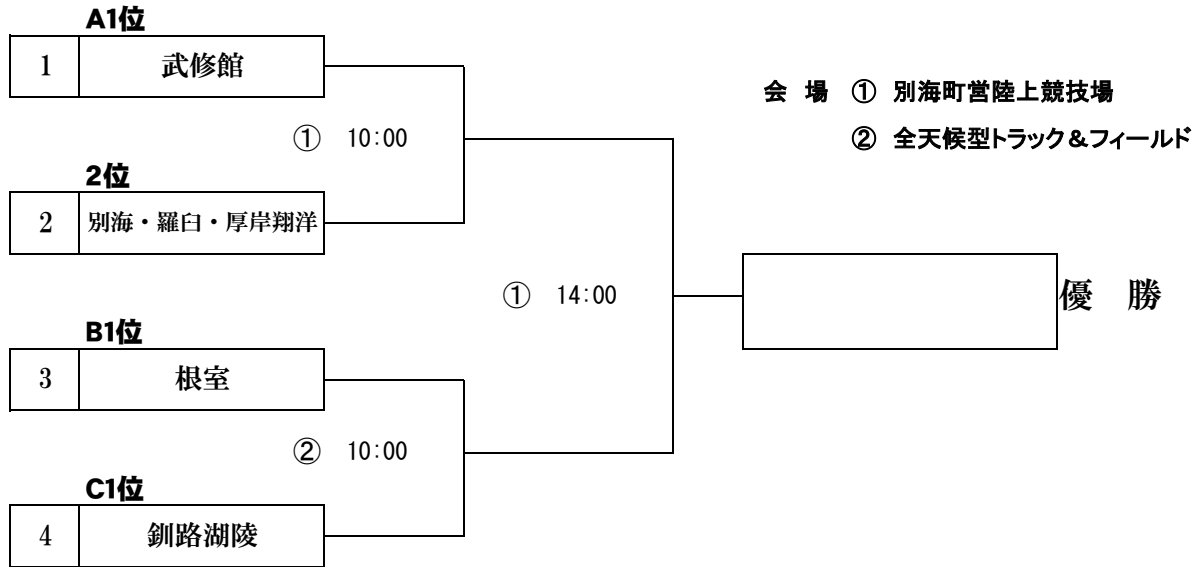 A1位
1 武修館
会 場 ① 別海町営陸上競技場
① 10:00
② 全天候型トラック&フィールド
2位
2 別海・羅臼・厚岸翔洋
① 14:00
優 勝
B1位
3 根室
② 10:00
C1位
4 釧路湖陵